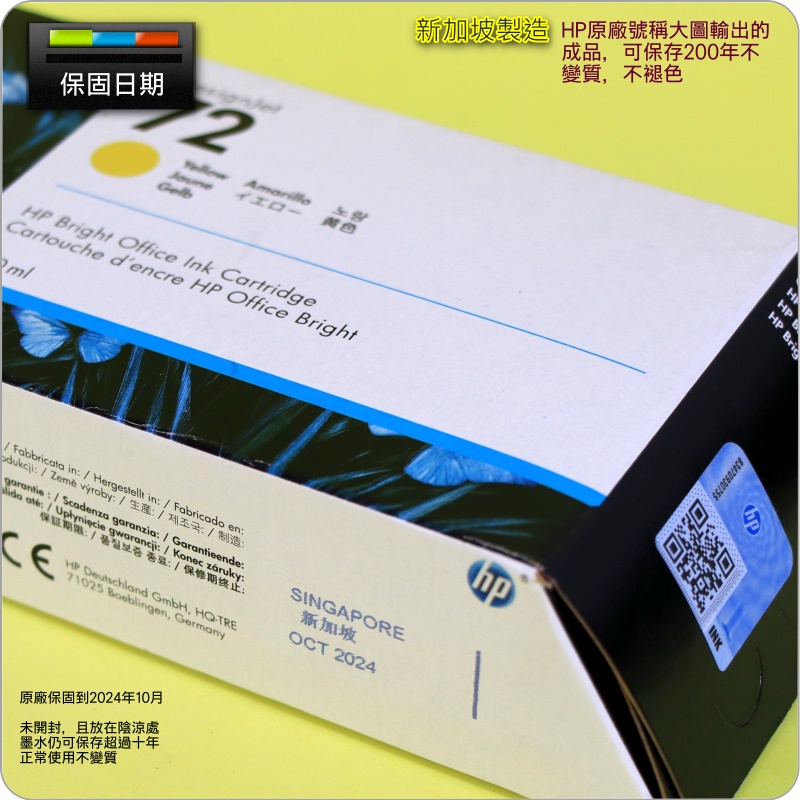 保固日期
新加坡製造
HP原廠號稱大圖輸出的
成品，可保存200年不
變質，不褪色
DesignJet
72
Yellow Amarillo 노랑
Jaune イエロー 黄色
Gelb
HP Bright Office Ink Cartridge
Cartouche d'encre HP Office Bright
ml
/ Fabbricata in: / Hergestellt in: / Fabricado en:
/ Země výroby: / 生産: / 제조국: / 制造:
garantie : / Scadenza garanzia: / Garantieende:
até: / Upłynięcie gwarancji: / Konec záruky:
保証期限: / 품질보증 종료: / 保修期终止:
CE
HP Deutschland GmbH, HQ-TRE
71025 Boeblingen, Germany
SINGAPORE
新加坡
OCT 2024
hp
hp
INK
原廠保固到2024年10月
未開封，且放在陰涼處
墨水仍可保存超過十年
正常使用不變質